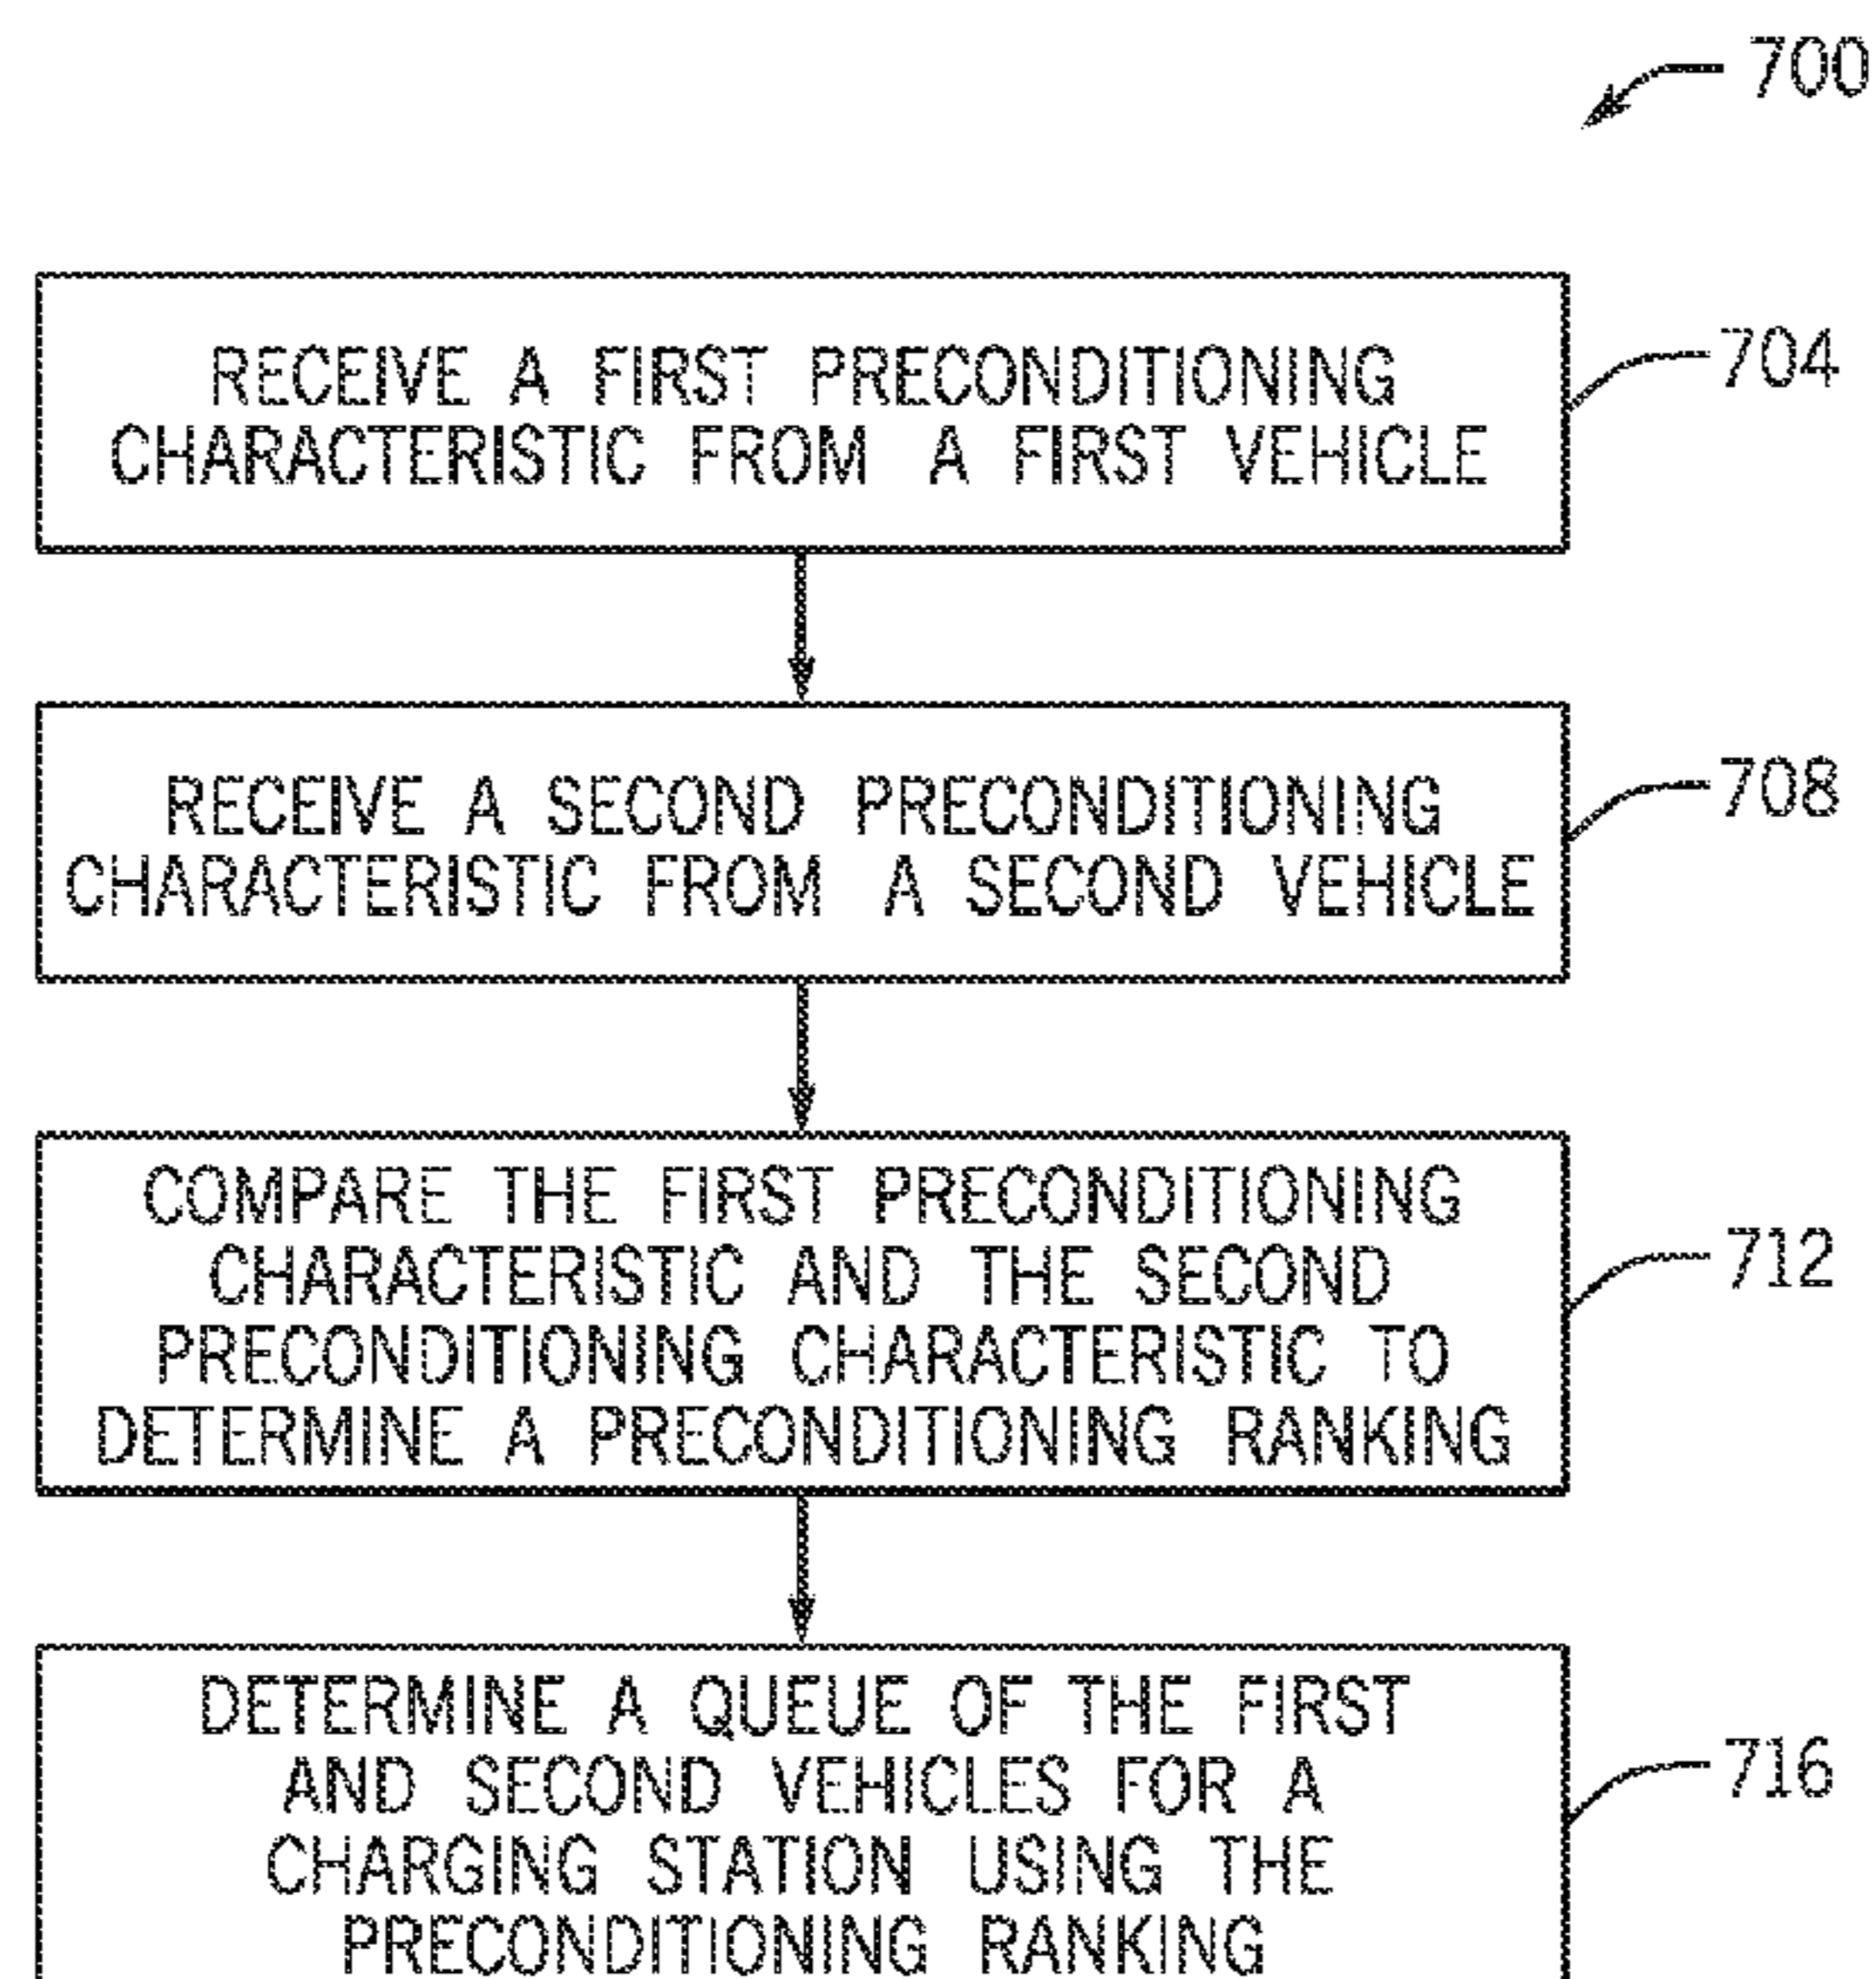 700
RECEIVE A FIRST PRECONDITIONING
CHARACTERISTIC FROM A FIRST VEHICLE
704
RECEIVE A SECOND PRECONDITIONING
CHARACTERISTIC FROM A SECOND VEHICLE
708
COMPARE THE FIRST PRECONDITIONING
CHARACTERISTIC AND THE SECOND
PRECONDITIONING CHARACTERISTIC TO
DETERMINE A PRECONDITIONING RANKING
712
DETERMINE A QUEUE OF THE FIRST
AND SECOND VEHICLES FOR A
CHARGING STATION USING THE
PRECONDITIONING RANKING
716